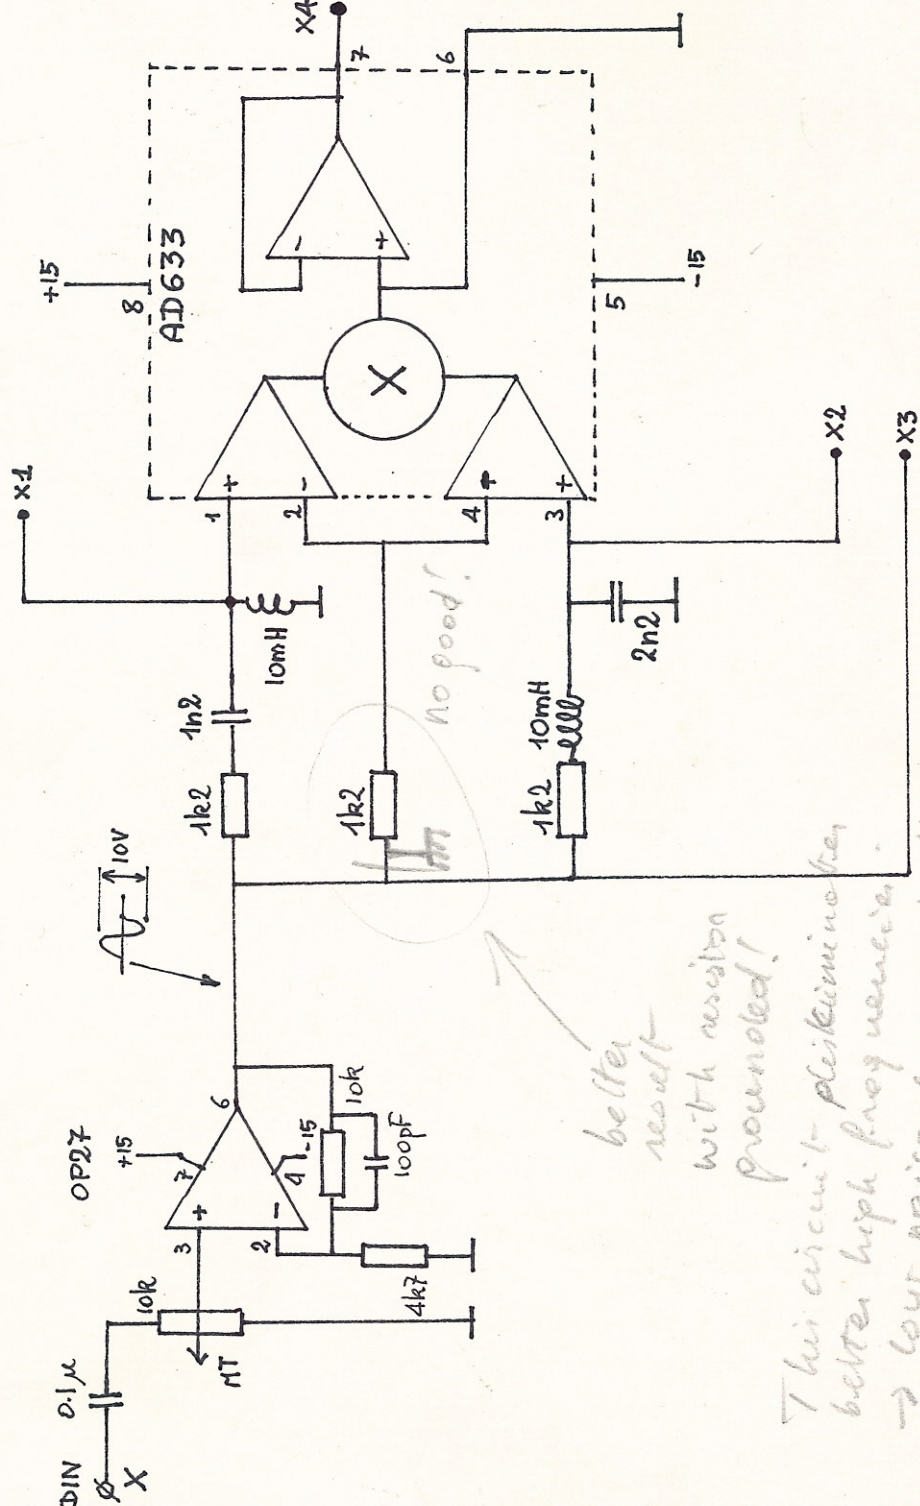 DIN
X
0.1µ
10k
MT
OP27
+15
3
7
6
2
4
-15
10k
100pF
4k7
10V
1k2
1n2
10mH
X1
1k2
no good!
1k2
10mH
2n2
X2
X3
1
2
4
3
+
-
+
+
-
+
+
-
X
AD633
+15
8
5
-15
7
6
X4
better
result
with resistor
grounded!
This circuit
better high frequencies.
→ low